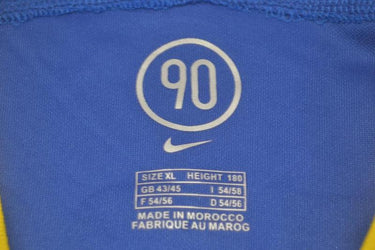 90
SIZE XL HEIGHT 180
GB 43/45 I 54/58
F 54/56 D 54/56
MADE IN MOROCCO
FABRIQUE AU MAROG